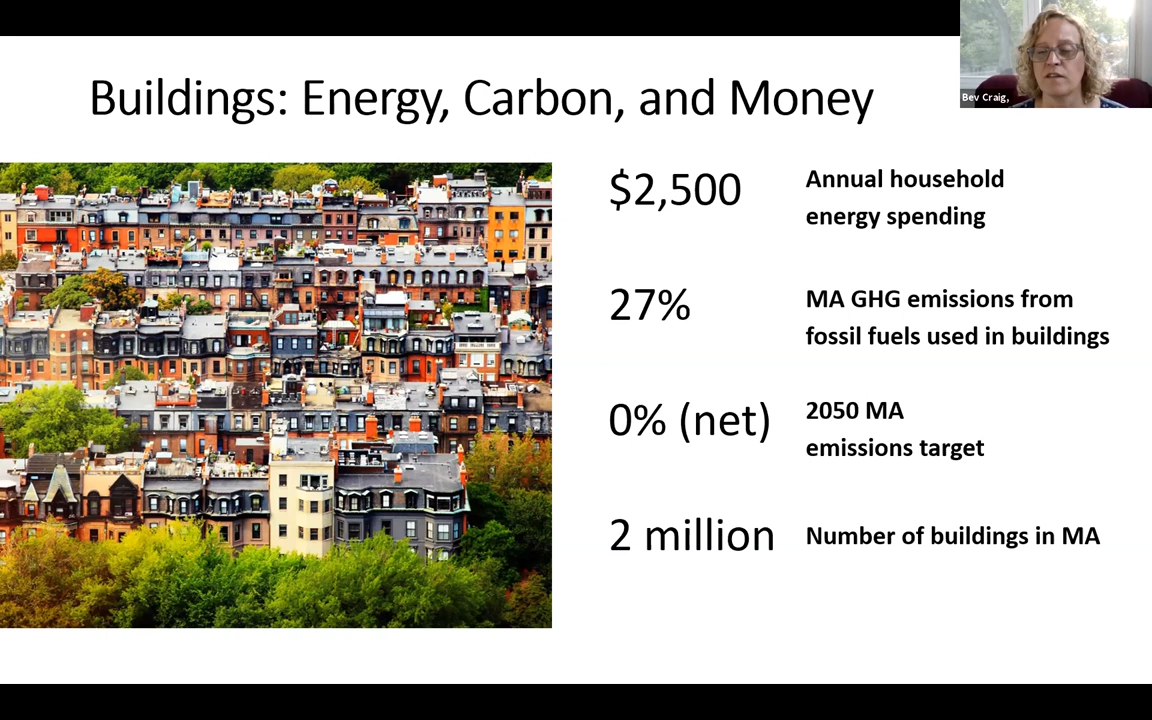 Buildings: Energy, Carbon, and Money
Bev Craig,
$2,500
Annual household
energy spending
27%
MA GHG emissions from
fossil fuels used in buildings
0% (net)
2050 MA
emissions target
2 million
Number of buildings in MA